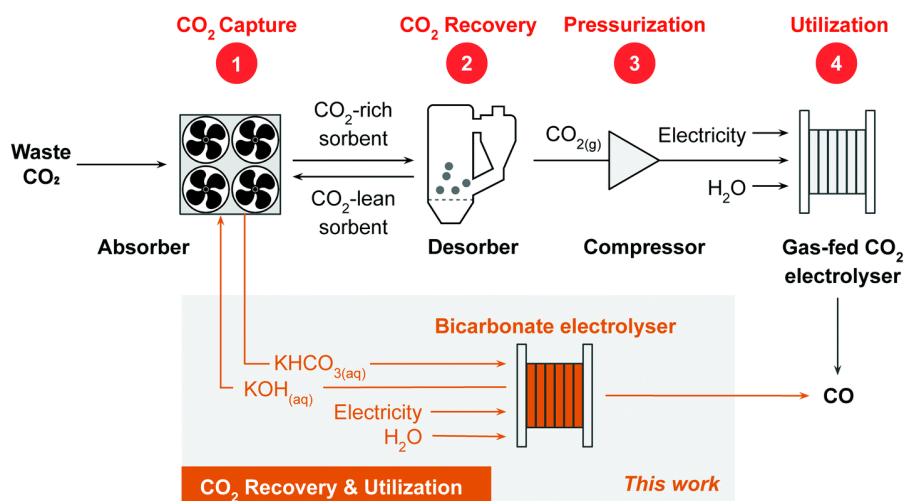 CO₂ Capture
1
CO₂ Recovery
2
Pressurization
3
Utilization
4
Waste
CO₂
CO₂-rich
sorbent
CO₂-lean
sorbent
CO₂(g)
Electricity
H₂O
Absorber
Desorber
Compressor
Gas-fed CO₂
electrolyser
Bicarbonate electrolyser
KHCO₃(aq)
KOH(aq)
Electricity
H₂O
CO
CO₂ Recovery & Utilization
This work